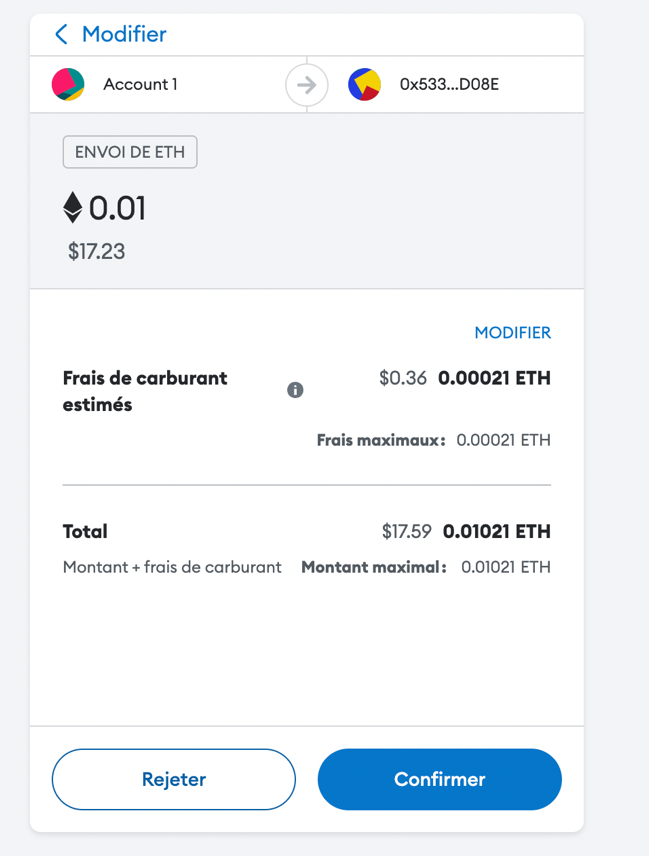 Modifier
Account 1
0x533...D08E
ENVOI DE ETH
0.01
$17.23
MODIFIER
Frais de carburant estimés
$0.36 0.00021 ETH
Frais maximaux: 0.00021 ETH
Total
$17.59 0.01021 ETH
Montant + frais de carburant
Montant maximal: 0.01021 ETH
Rejeter
Confirmer